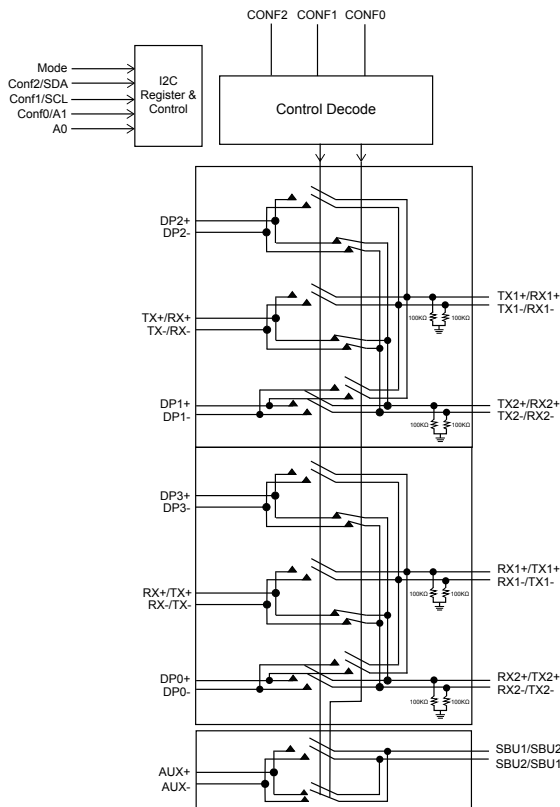 CONF2 CONF1 CONF0
Mode
Conf2/SDA
Conf1/SCL
Conf0/A1
A0
I2C
Register &
Control
Control Decode
DP2+
DP2-
TX+/RX+
TX-/RX-
TX1+/RX1+
TX1-/RX1-
100KΩ 100KΩ
DP1+
DP1-
TX2+/RX2+
TX2-/RX2-
100KΩ 100KΩ
DP3+
DP3-
RX+/TX+
RX-/TX-
RX1+/TX1+
RX1-/TX1-
100KΩ 100KΩ
DP0+
DP0-
RX2+/TX2+
RX2-/TX2-
100KΩ 100KΩ
AUX+
AUX-
SBU1/SBU2
SBU2/SBU1